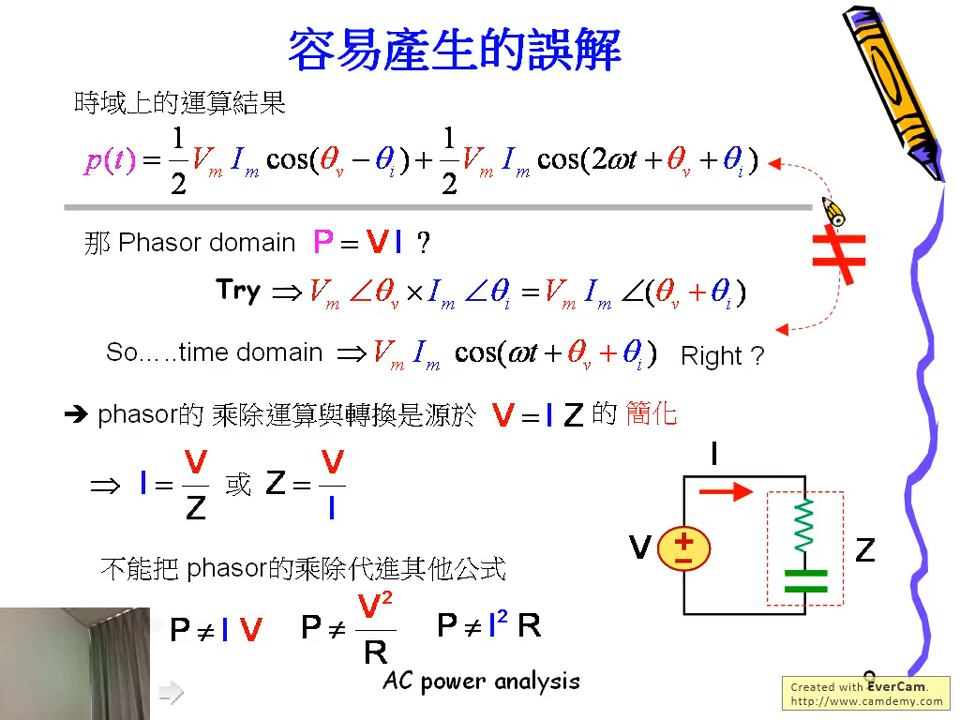 容易產生的誤解
時域上的運算結果
p(t) = 1/2 Vm Im cos(θv − θi) + 1/2 Vm Im cos(2ωt + θv + θi)
那 Phasor domain P = V I ?
Try ⇒ Vm ∠θv × Im ∠θi = Vm Im ∠(θv + θi)
So.....time domain ⇒ Vm Im cos(ωt + θv + θi) Right ?
➔ phasor的 乘除運算與轉換是源於 V = I Z 的 簡化
⇒ I = V/Z 或 Z = V/I
I
V
+
−
Z
不能把 phasor的乘除代進其他公式
P ≠ I V P ≠ V²/R P ≠ I² R
AC power analysis
9
Created with EverCam.
http://www.camdemy.com